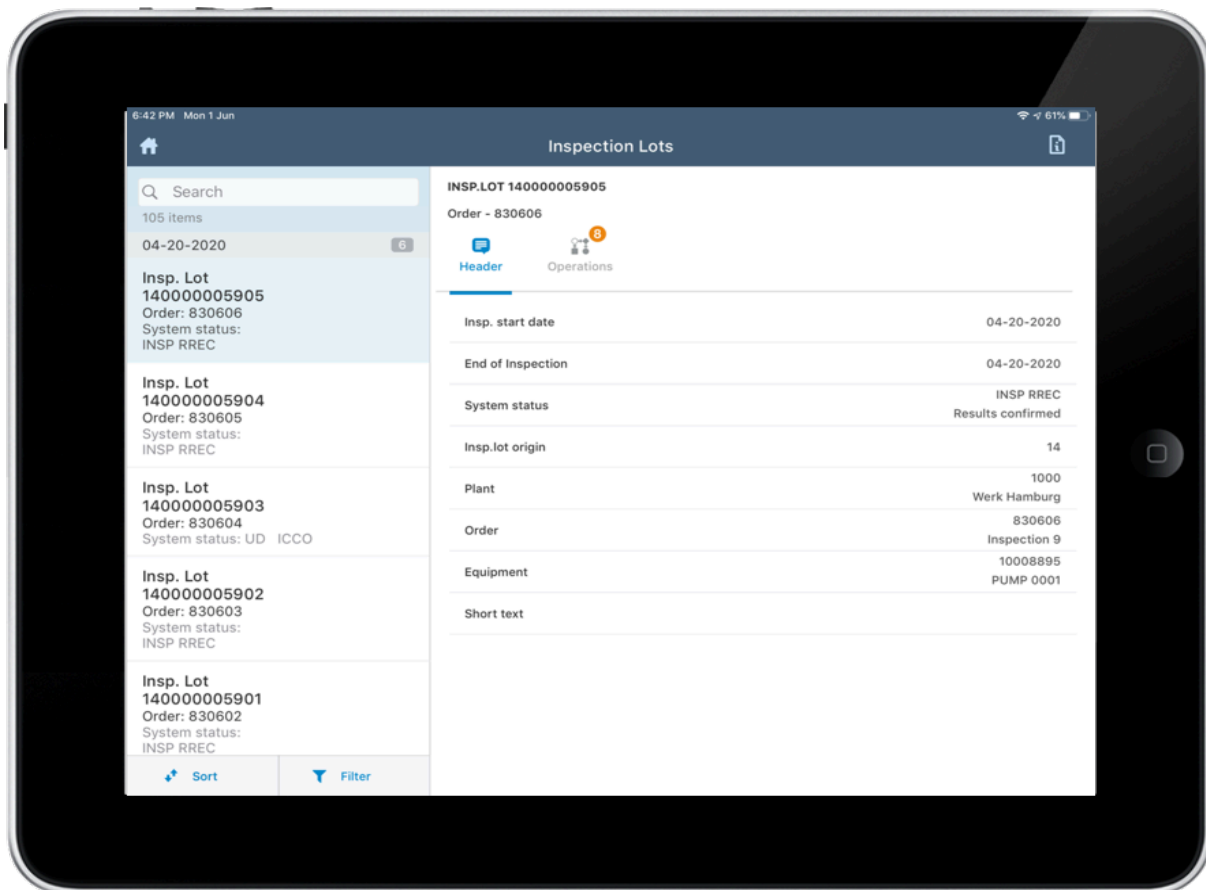 6:42 PM Mon 1 Jun
61%
Inspection Lots
Search
105 items
04-20-2020
6
Insp. Lot
140000005905
Order: 830606
System status:
INSP RREC
Insp. Lot
140000005904
Order: 830605
System status:
INSP RREC
Insp. Lot
140000005903
Order: 830604
System status: UD ICCO
Insp. Lot
140000005902
Order: 830603
System status:
INSP RREC
Insp. Lot
140000005901
Order: 830602
System status:
INSP RREC
Sort
Filter
INSP.LOT 140000005905
Order - 830606
8
Header
Operations
Insp. start date 04-20-2020
End of Inspection 04-20-2020
System status
INSP RREC
Results confirmed
Insp.lot origin 14
Plant
1000
Werk Hamburg
Order
830606
Inspection 9
Equipment
10008895
PUMP 0001
Short text